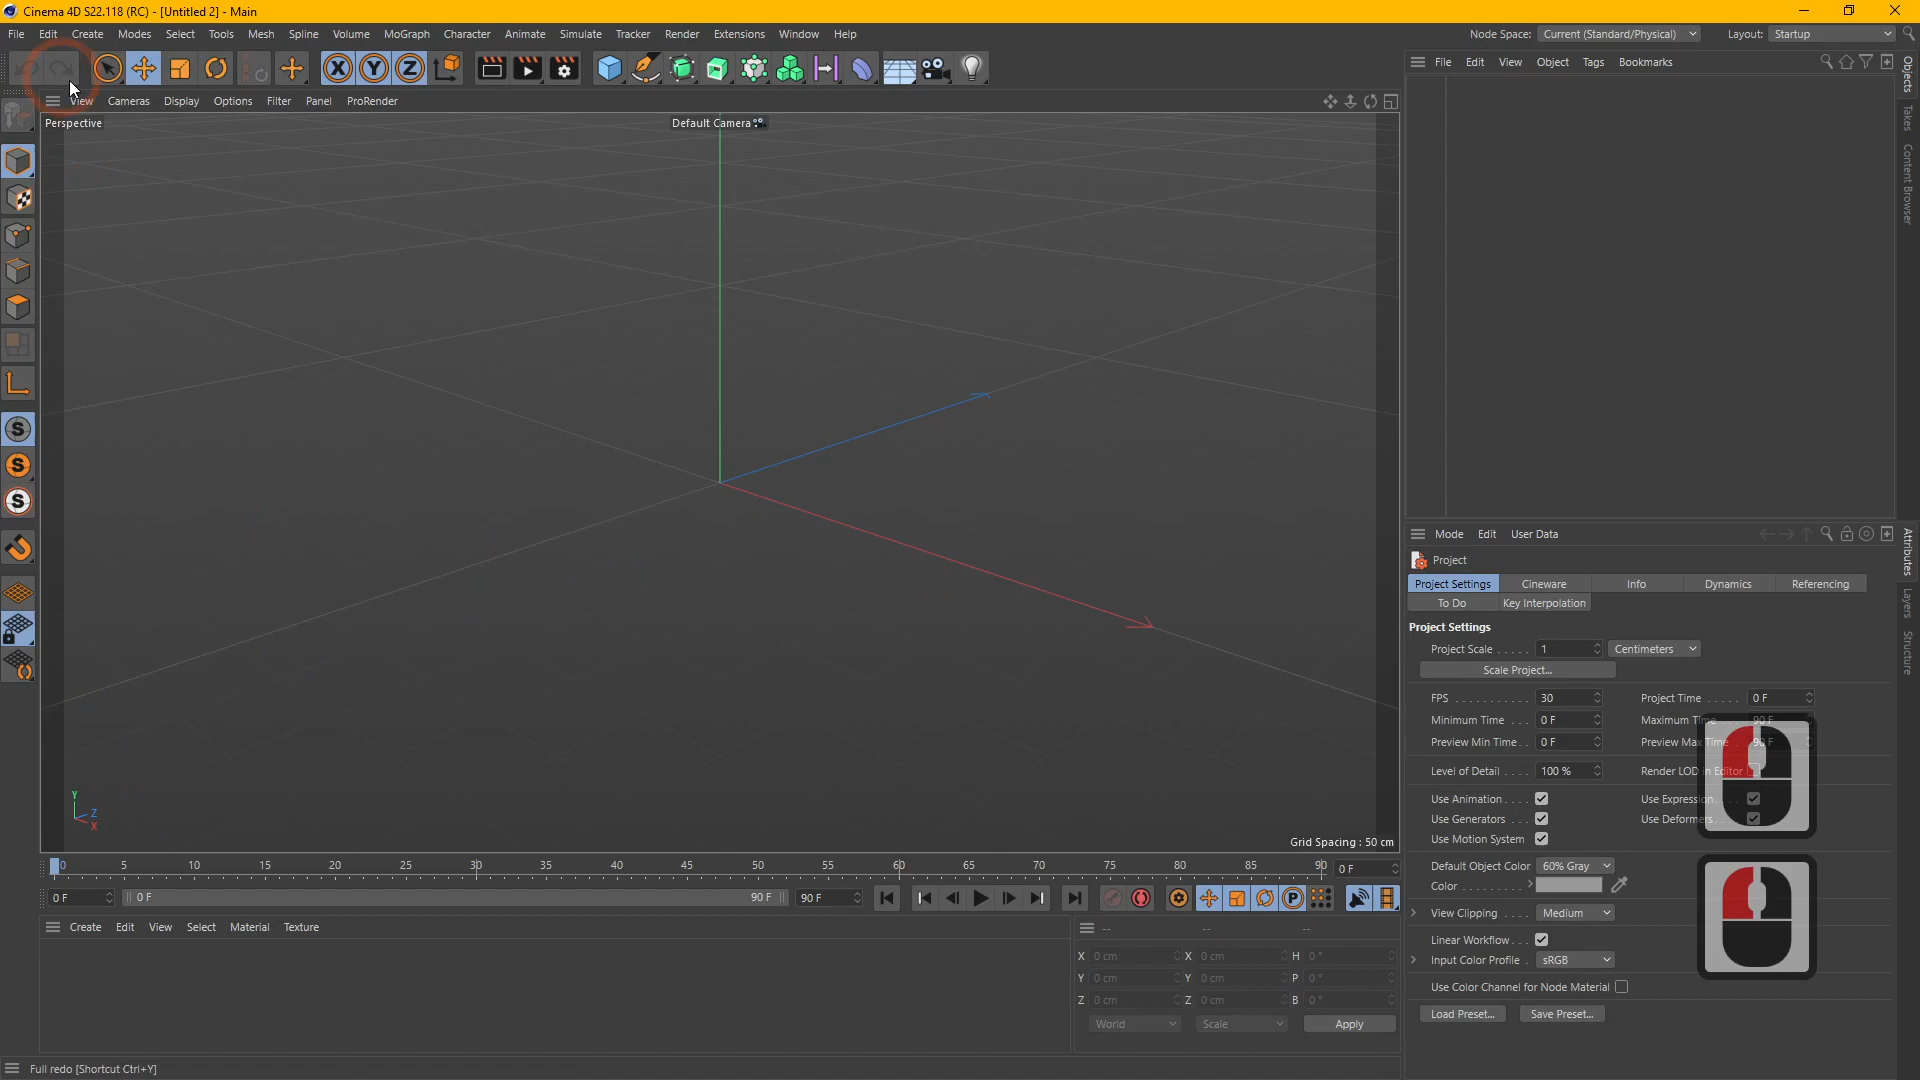 Cinema 4D S22.118 (RC) - [Untitled 2] - Main
File Edit Create Modes Select Tools Mesh Spline Volume MoGraph Character Animate Simulate Tracker Render Extensions Window Help
Node Space: Current (Standard/Physical) Layout: Startup
X Y Z
File Edit View Object Tags Bookmarks
View Cameras Display Options Filter Panel ProRender
Objects
Takes
Content Browser
Perspective
Default Camera
S
S
S
Y
Z
X
Grid Spacing : 50 cm
Mode Edit User Data
Attributes
Layers
Structure
Project
Project Settings Cineware Info Dynamics Referencing
To Do Key Interpolation
Project Settings
Project Scale . . . . . 1 Centimeters
Scale Project...
FPS . . . . . . . . . . . 30 Project Time . . . . . 0 F
Minimum Time . . . 0 F Maximum Time 90 F
Preview Min Time . . 0 F Preview Max Time 90 F
Level of Detail . . . . 100 % Render LOD in Editor
Use Animation . . . . Use Expression
Use Generators . . . Use Deformers
Use Motion System
Default Object Color 60% Gray
Color . . . . . . . . . .
View Clipping . . . . Medium
Linear Workflow . . .
Input Color Profile . sRGB
Use Color Channel for Node Material
Load Preset... Save Preset...
0 5 10 15 20 25 30 35 40 45 50 55 60 65 70 75 80 85 90 0 F
0 F 0 F 90 F 90 F P
Create Edit View Select Material Texture
-- -- --
X 0 cm X 0 cm H 0 °
Y 0 cm Y 0 cm P 0 °
Z 0 cm Z 0 cm B 0 °
World Scale Apply
Full redo [Shortcut Ctrl+Y]